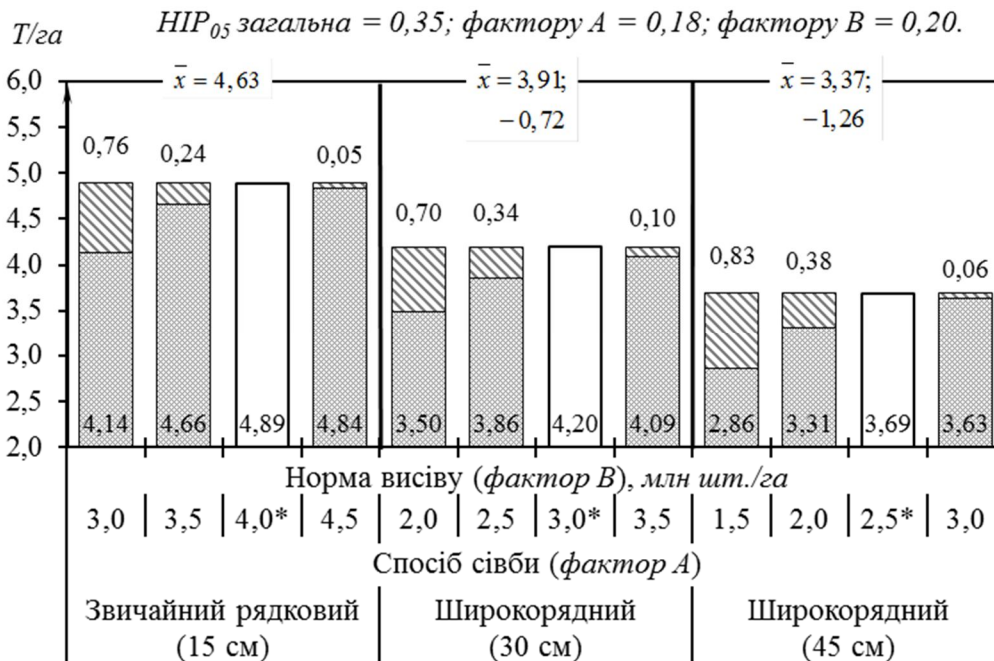 Т/га
НІР05 загальна = 0,35; фактору А = 0,18; фактору В = 0,20.
6,0
5,5
5,0
4,5
4,0
3,5
3,0
2,5
2,0
x̅ = 4,63
x̅ = 3,91;
−0,72
x̅ = 3,37;
−1,26
0,76 0,24 0,05
0,70 0,34 0,10
0,83 0,38 0,06
4,14 4,66 4,89 4,84 3,50 3,86 4,20 4,09 2,86 3,31 3,69 3,63
Норма висіву (фактор В), млн шт./га
3,0 3,5 4,0* 4,5 2,0 2,5 3,0* 3,5 1,5 2,0 2,5* 3,0
Спосіб сівби (фактор А)
Звичайний рядковий
(15 см)
Широкорядний
(30 см)
Широкорядний
(45 см)